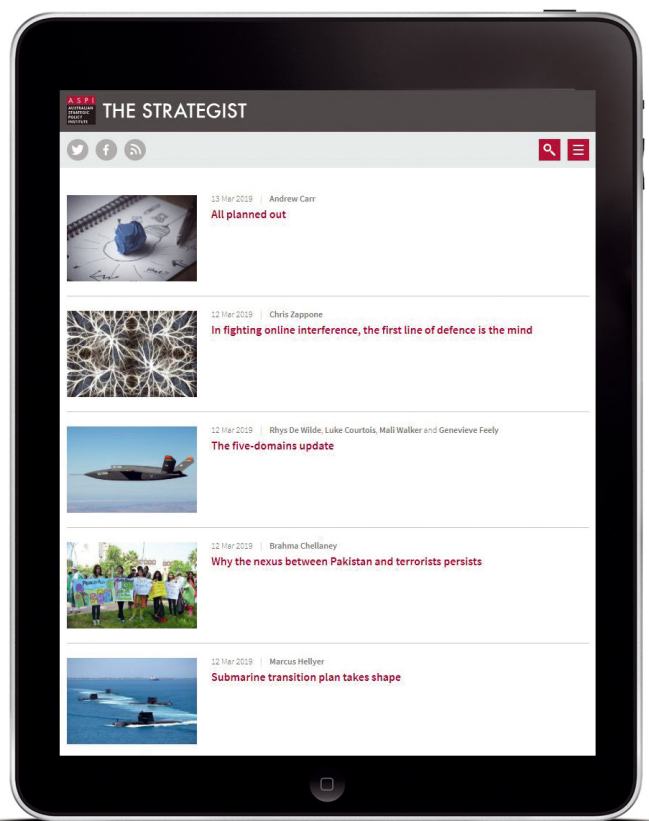 ASPI
AUSTRALIAN
STRATEGIC
POLICY
INSTITUTE
THE STRATEGIST
13 Mar 2019 | Andrew Carr
All planned out
12 Mar 2019 | Chris Zappone
In fighting online interference, the first line of defence is the mind
12 Mar 2019 | Rhys De Wilde, Luke Courtois, Mali Walker and Genevieve Feely
The five-domains update
12 Mar 2019 | Brahma Chellaney
Why the nexus between Pakistan and terrorists persists
12 Mar 2019 | Marcus Hellyer
Submarine transition plan takes shape